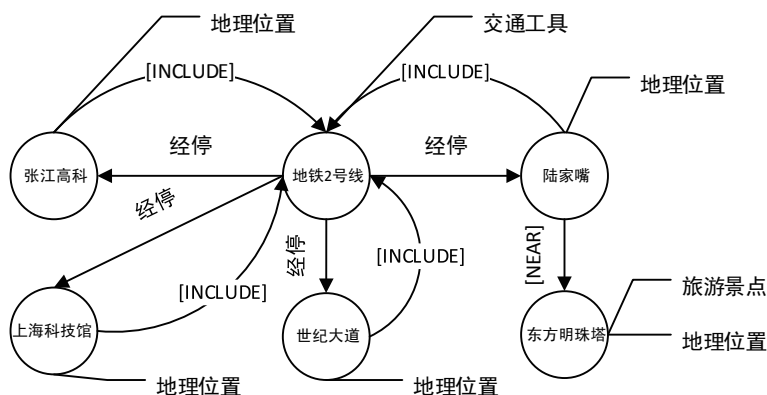 地理位置
交通工具
[INCLUDE]
[INCLUDE]
地理位置
经停
经停
张江高科
地铁2号线
陆家嘴
经停
经停
[INCLUDE]
[NEAR]
[INCLUDE]
旅游景点
上海科技馆
世纪大道
东方明珠塔
地理位置
地理位置
地理位置